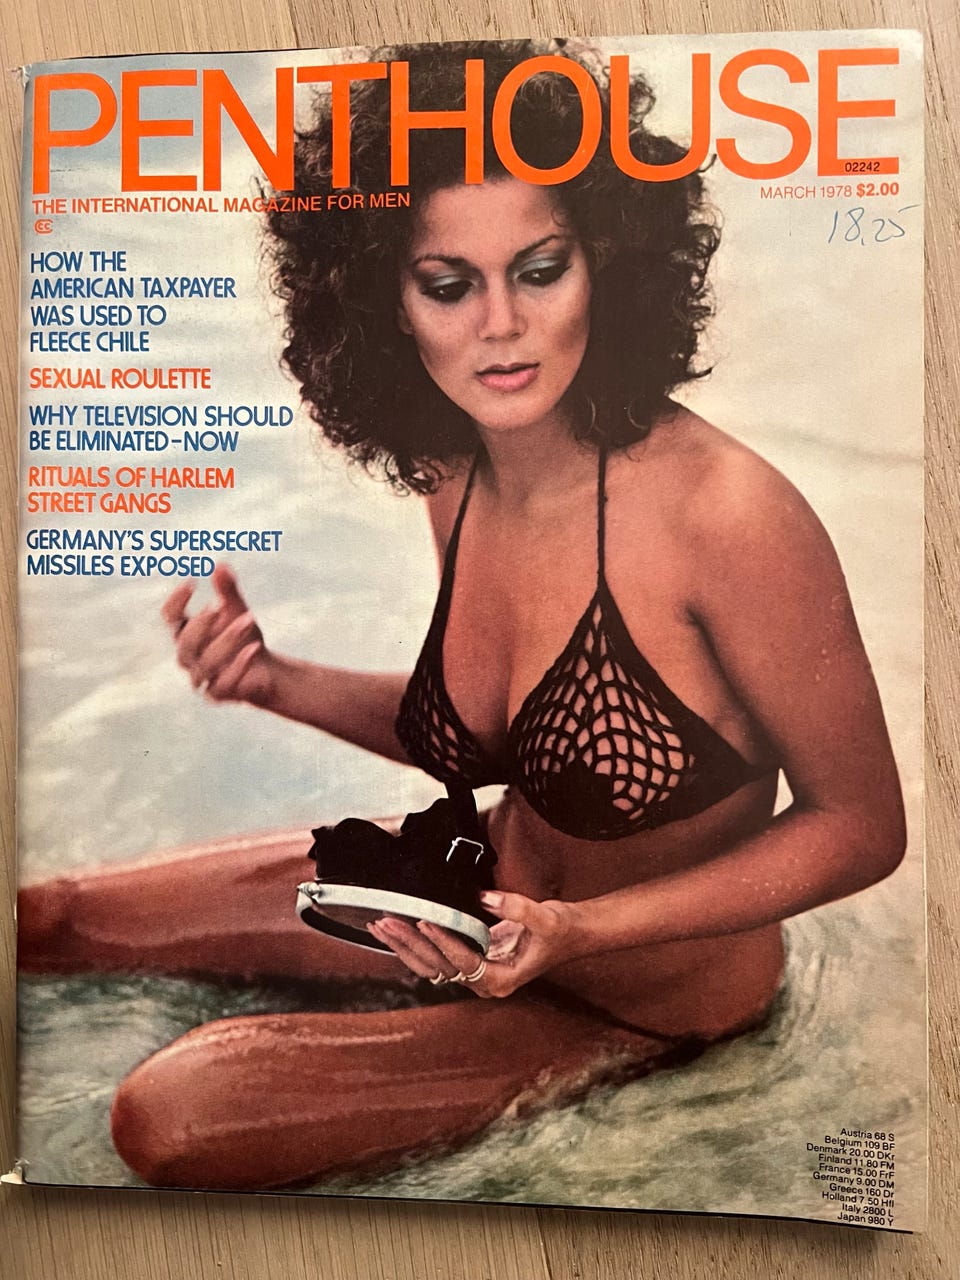 PENTHOUSE
02242
THE INTERNATIONAL MAGAZINE FOR MEN
MARCH 1978 $2.00
CC
18,25
HOW THE
AMERICAN TAXPAYER
WAS USED TO
FLEECE CHILE
SEXUAL ROULETTE
WHY TELEVISION SHOULD
BE ELIMINATED-NOW
RITUALS OF HARLEM
STREET GANGS
GERMANY'S SUPERSECRET
MISSILES EXPOSED
Austria 68 S
Belgium 109 BF
Denmark 20.00 DKr
Finland 11.80 FM
France 15.00 FrF
Germany 9.00 DM
Greece 160 Dr
Holland 7.50 Hfl
Italy 2800 L
Japan 980 Y